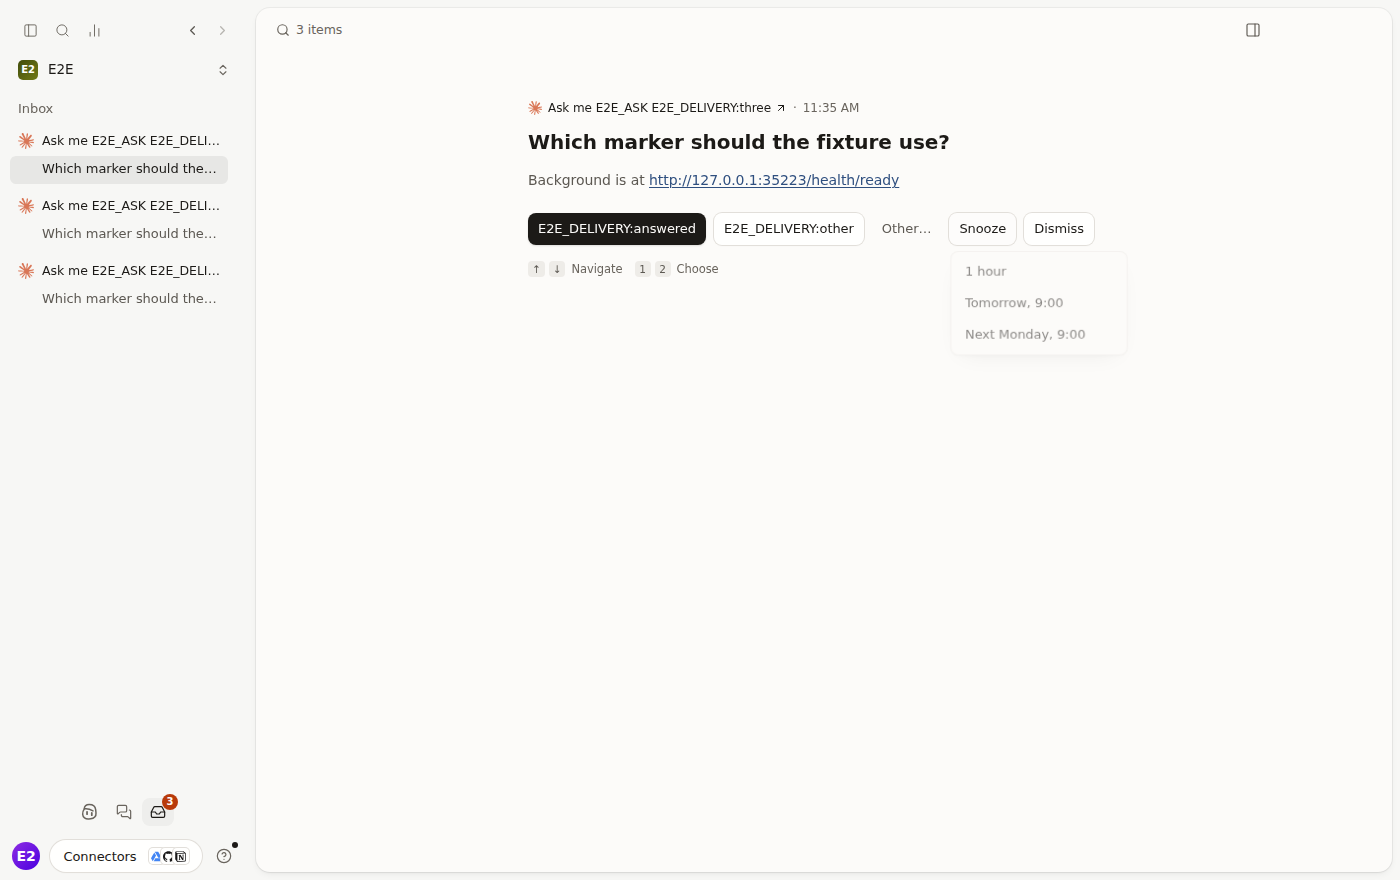 3 items
E2 E2E
Inbox
Ask me E2E_ASK E2E_DELI…
Which marker should the…
Ask me E2E_ASK E2E_DELI…
Which marker should the…
Ask me E2E_ASK E2E_DELI…
Which marker should the…
Ask me E2E_ASK E2E_DELIVERY:three · 11:35 AM
Which marker should the fixture use?
Background is at http://127.0.0.1:35223/health/ready
E2E_DELIVERY:answered E2E_DELIVERY:other Other… Snooze Dismiss
↑ ↓ Navigate 1 2 Choose
1 hour
Tomorrow, 9:00
Next Monday, 9:00
3
E2 Connectors